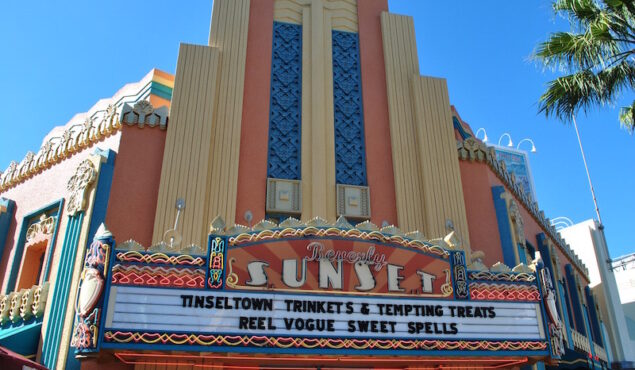 Beverly
SUNSET
TINSELTOWN TRINKETS & TEMPTING TREATS
REEL VOGUE SWEET SPELLS